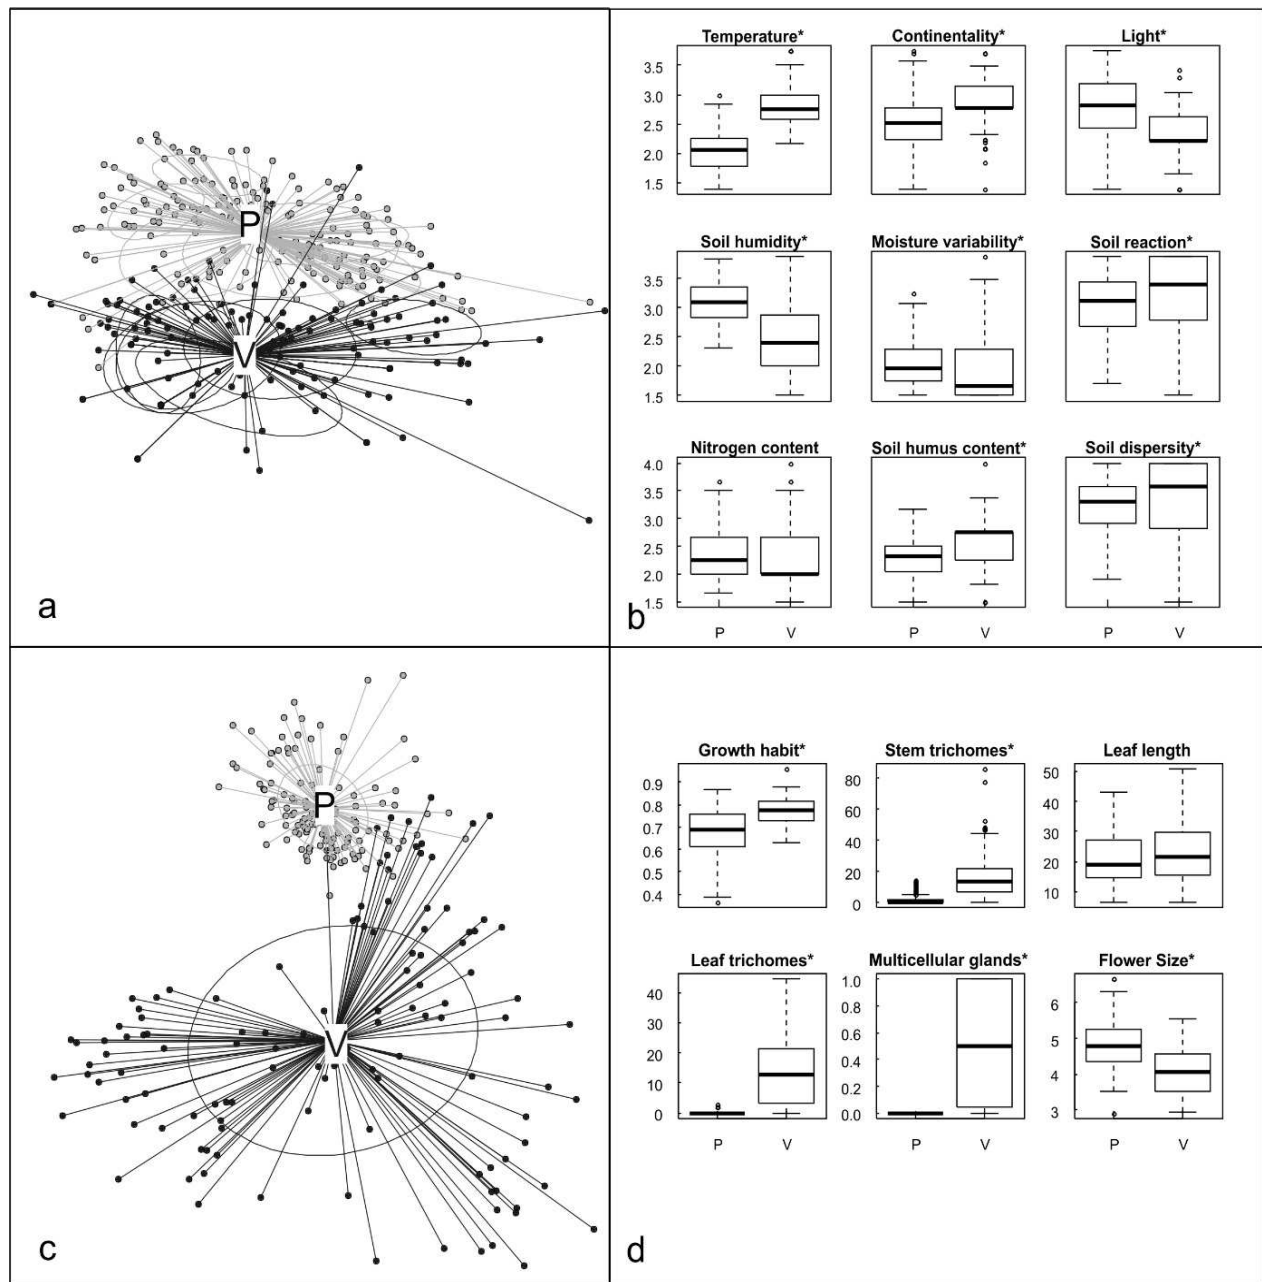 P
V
a
Temperature* Continentality* Light*
3.5
3.0
2.5
2.0
1.5
Soil humidity* Moisture variability* Soil reaction*
3.5
3.0
2.5
2.0
1.5
Nitrogen content Soil humus content* Soil dispersity*
4.0
3.5
3.0
2.5
2.0
1.5
P V P V P V
b
P
V
c
Growth habit* Stem trichomes* Leaf length
0.9 80 50
0.8 60 40
0.7 40 30
0.6 20 20
0.5 0 10
0.4
Leaf trichomes* Multicellular glands* Flower Size*
40 1.0 6
30 0.8 5
20 0.6 4
10 0.4 3
0 0.2
0.0
P V P V P V
d